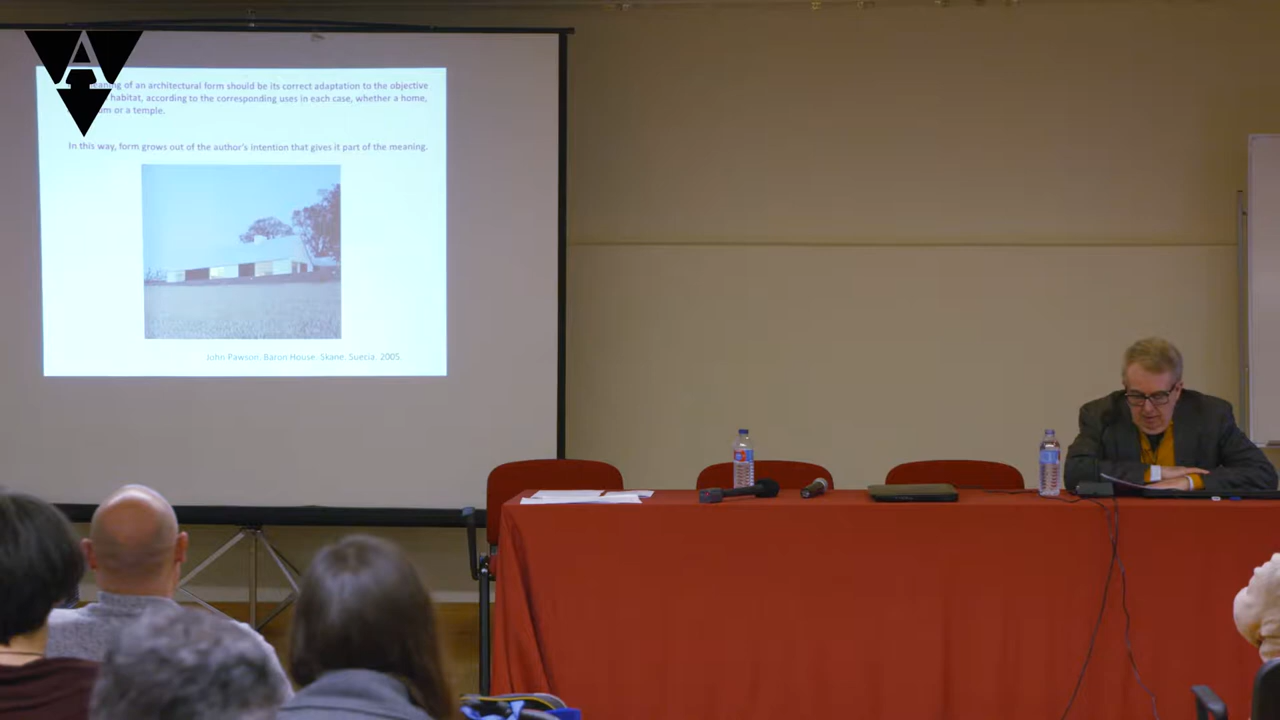 A
of an architectural form should be its correct adaptation to the objective
habitat, according to the corresponding uses in each case, whether a home,
or a temple.
In this way, form grows out of the author's intention that gives it part of the meaning.
John Pawson. Baron House. Skane. Suecia. 2005.